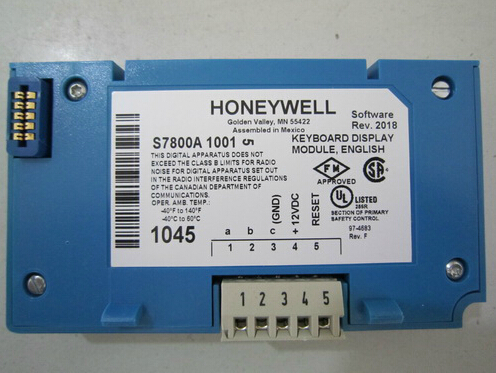 HONEYWELL
Golden Valley, MN 55422
Assembled in Mexico
Software
Rev. 2018
S7800A 1001 5
KEYBOARD DISPLAY
MODULE, ENGLISH
THIS DIGITAL APPARATUS DOES NOT
EXCEED THE CLASS B LIMITS FOR RADIO
NOISE FOR DIGITAL APPARATUS SET OUT
IN THE RADIO INTERFERENCE REGULATIONS
OF THE CANADIAN DEPARTMENT OF
COMMUNICATIONS.
OPER. AMB. TEMP.:
-40°F to 140°F
-40°C to 60°C
FM
APPROVED
SA
UL
LISTED
SECTION OF PRIMARY
SAFETY CONTROL
97-4683
Rev. F
1045
a b c (GND) + 12VDC RESET
1 2 3 4 5
1 2 3 4 5